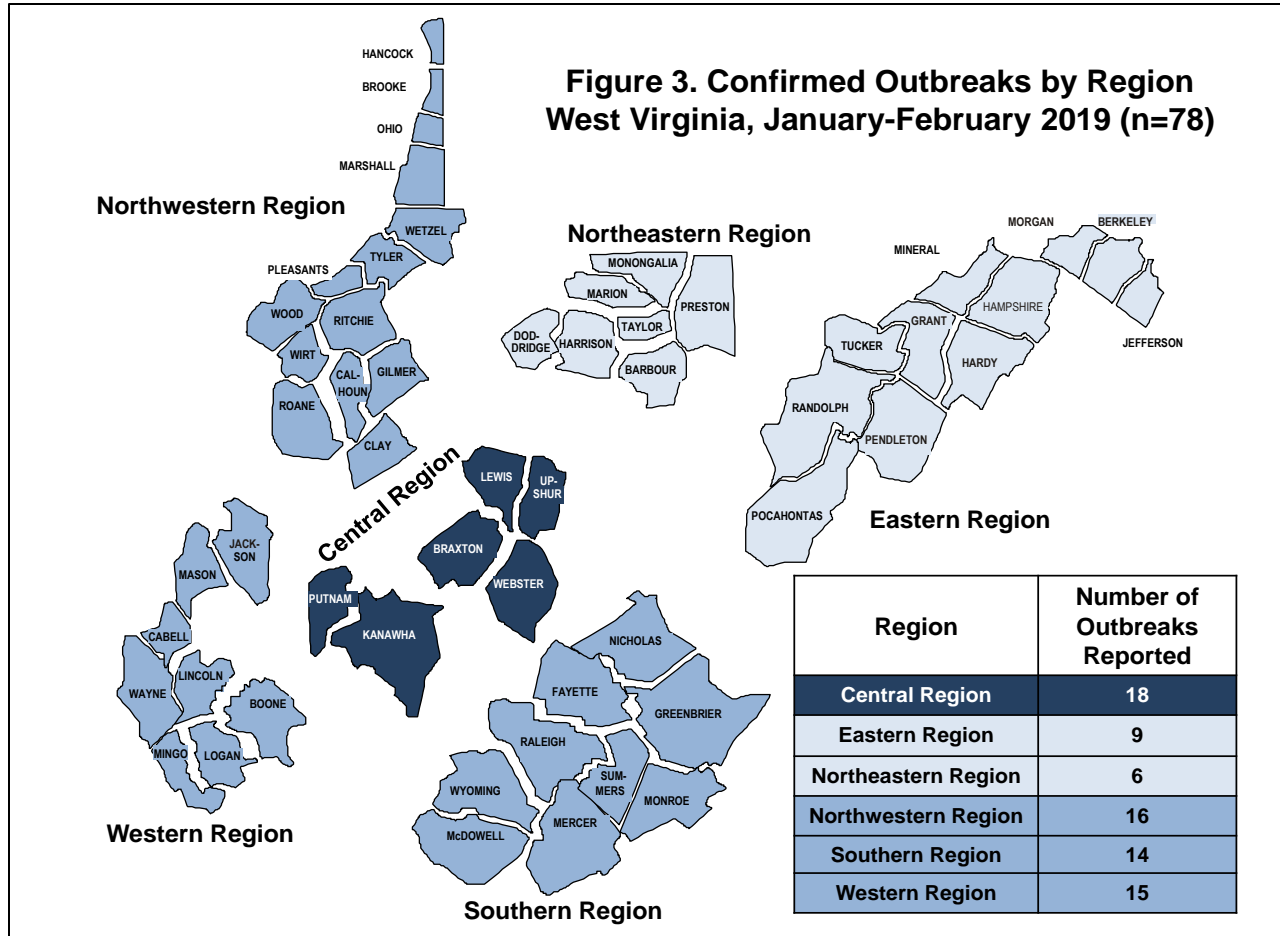 Figure 3. Confirmed Outbreaks by Region
West Virginia, January-February 2019 (n=78)
HANCOCK
BROOKE
OHIO
MARSHALL
Northwestern Region
WETZEL
TYLER
PLEASANTS
WOOD
RITCHIE
WIRT
CAL-
HOUN
GILMER
ROANE
CLAY
Northeastern Region
MONONGALIA
MARION
PRESTON
TAYLOR
DOD-
DRIDGE
HARRISON
BARBOUR
MORGAN
BERKELEY
MINERAL
HAMPSHIRE
GRANT
JEFFERSON
TUCKER
HARDY
RANDOLPH
PENDLETON
POCAHONTAS
Eastern Region
Central Region
LEWIS
UP-
SHUR
BRAXTON
WEBSTER
PUTNAM
KANAWHA
JACK-
SON
MASON
CABELL
LINCOLN
WAYNE
BOONE
MINGO
LOGAN
Western Region
NICHOLAS
FAYETTE
GREENBRIER
RALEIGH
SUM-
MERS
WYOMING
MONROE
MERCER
McDOWELL
Southern Region
Region
Number of
Outbreaks
Reported
Central Region 18
Eastern Region 9
Northeastern Region 6
Northwestern Region 16
Southern Region 14
Western Region 15